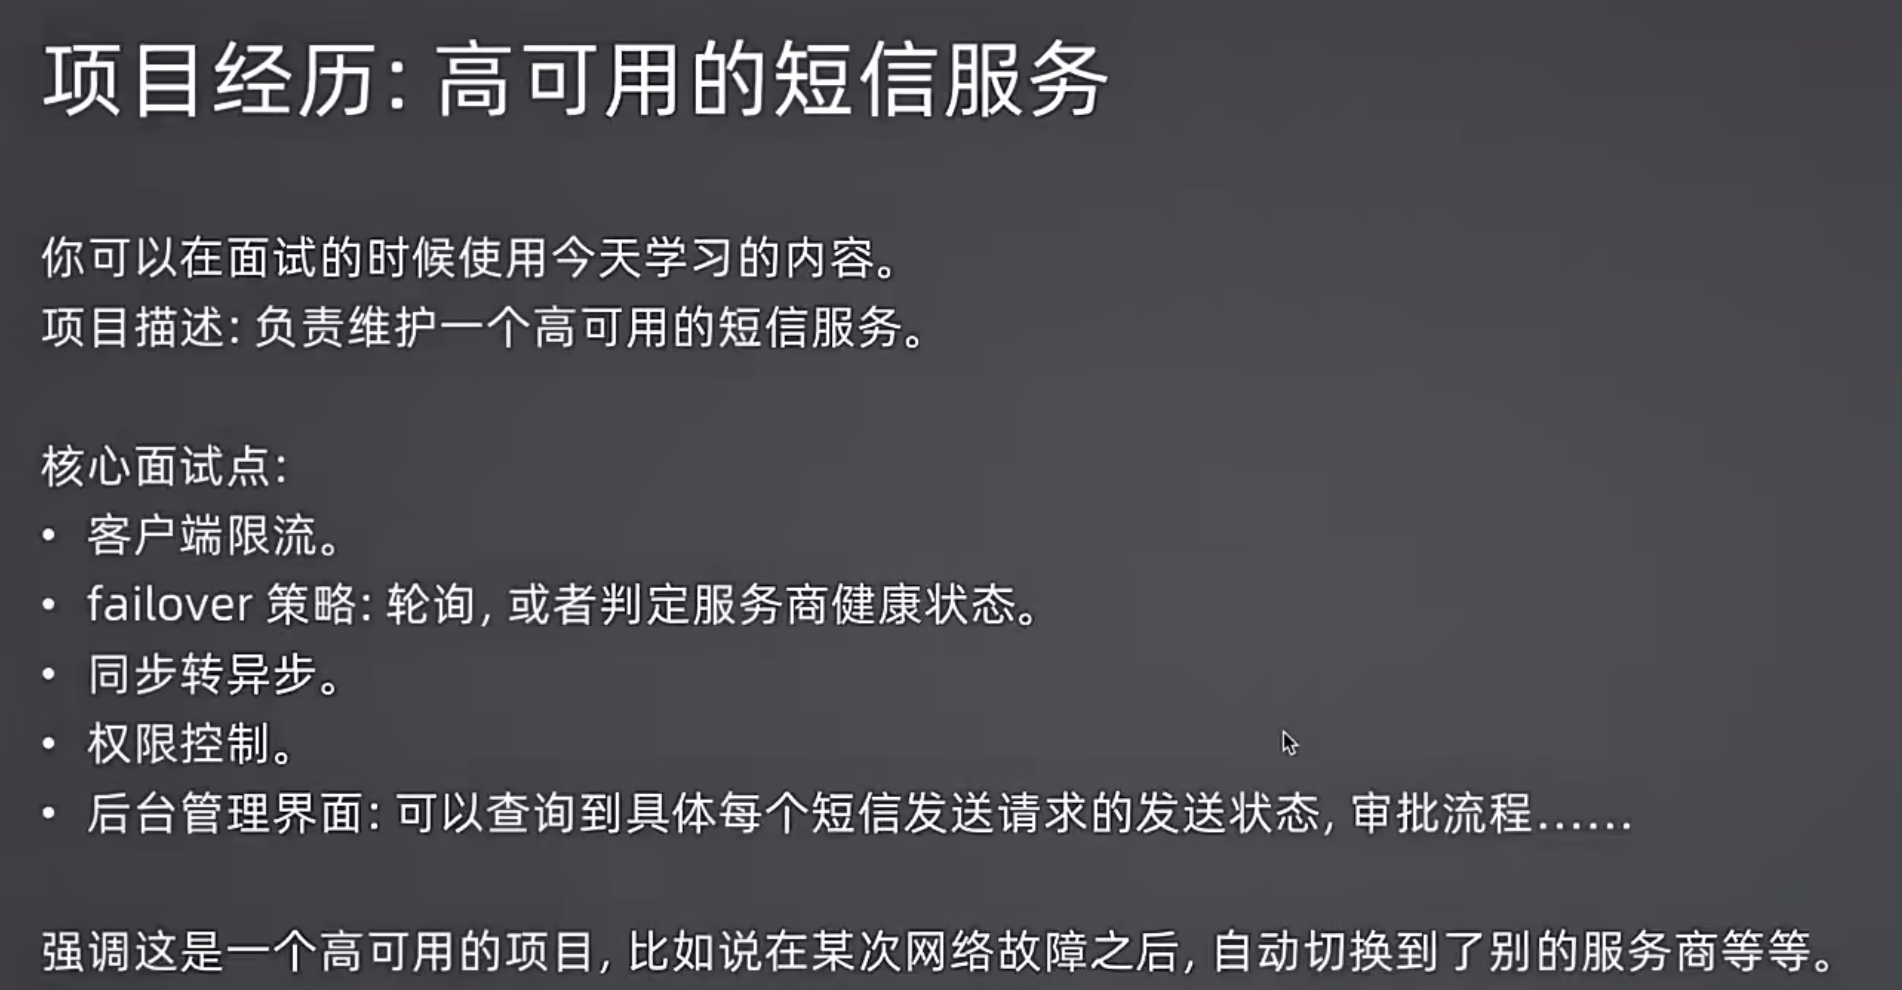 项目经历: 高可用的短信服务
你可以在面试的时候使用今天学习的内容。
项目描述: 负责维护一个高可用的短信服务。
核心面试点:
• 客户端限流。
• failover 策略: 轮询, 或者判定服务商健康状态。
• 同步转异步。
• 权限控制。
• 后台管理界面: 可以查询到具体每个短信发送请求的发送状态, 审批流程……
强调这是一个高可用的项目, 比如说在某次网络故障之后, 自动切换到了别的服务商等等。